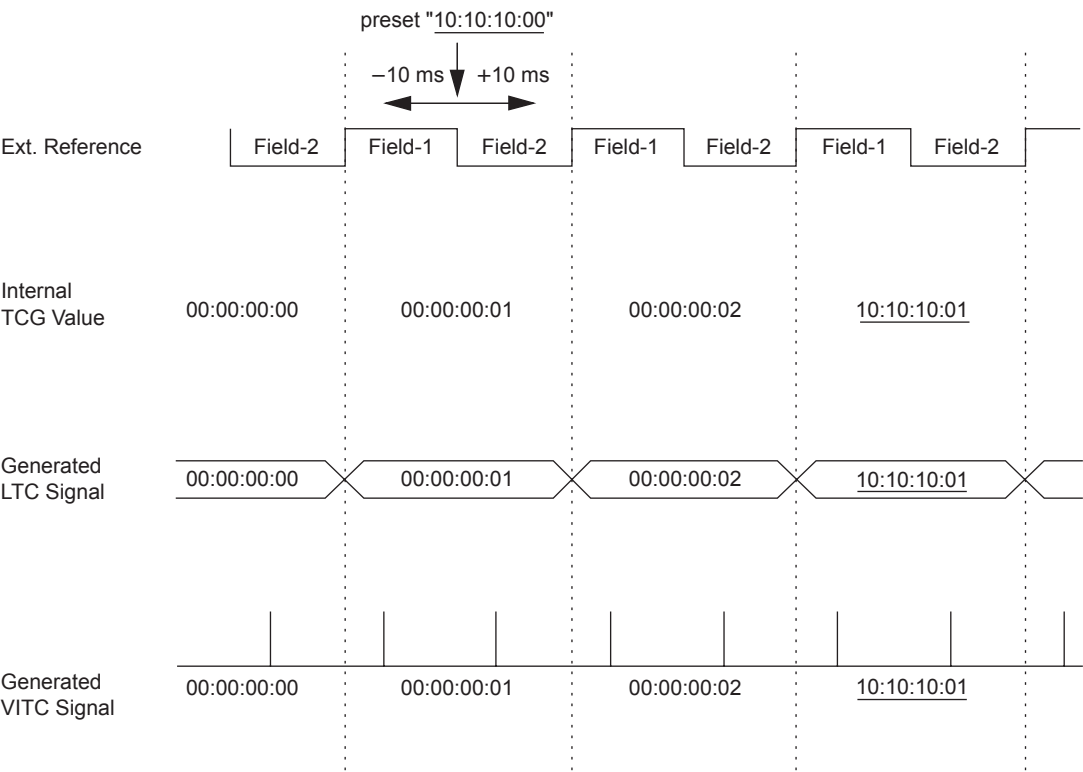 preset "10:10:10:00"
−10 ms +10 ms
Ext. Reference Field-2 Field-1 Field-2 Field-1 Field-2 Field-1 Field-2
Internal
TCG Value 00:00:00:00 00:00:00:01 00:00:00:02 10:10:10:01
Generated
LTC Signal 00:00:00:00 00:00:00:01 00:00:00:02 10:10:10:01
Generated
VITC Signal 00:00:00:00 00:00:00:01 00:00:00:02 10:10:10:01